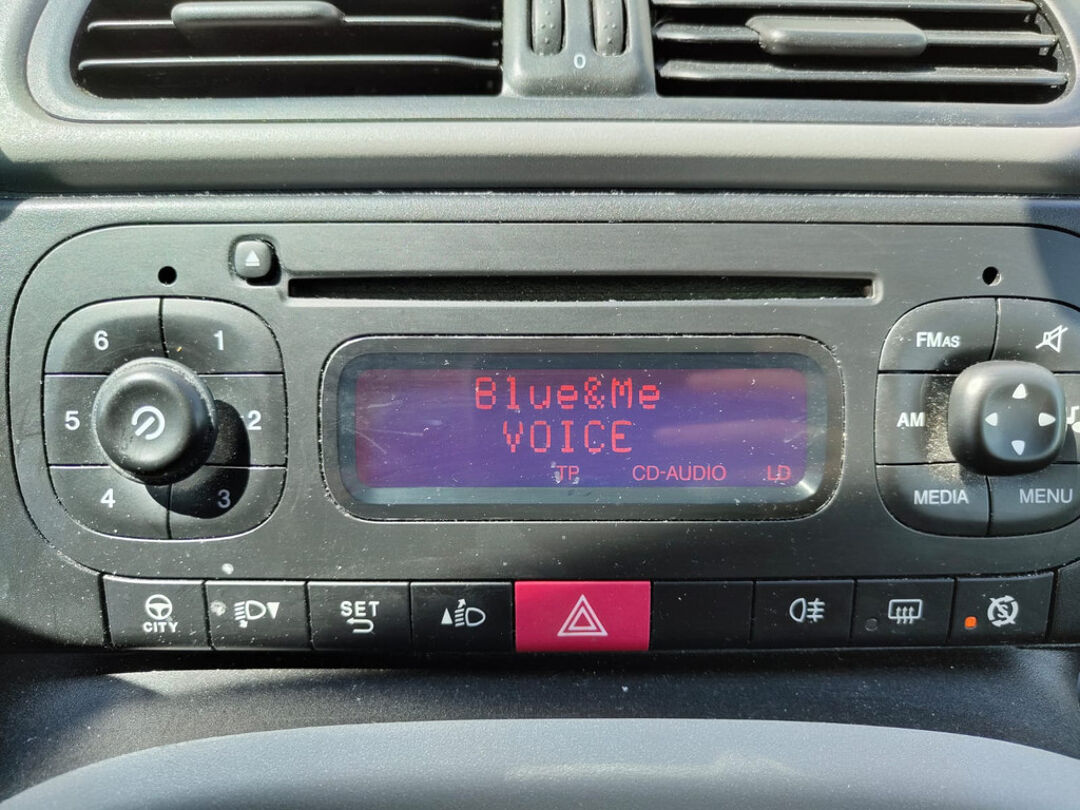 0
6 1
FMAS
5 2
AM
Blue&Me
VOICE
TP CD-AUDIO LD
4 3
MEDIA MENU
CITY
SET